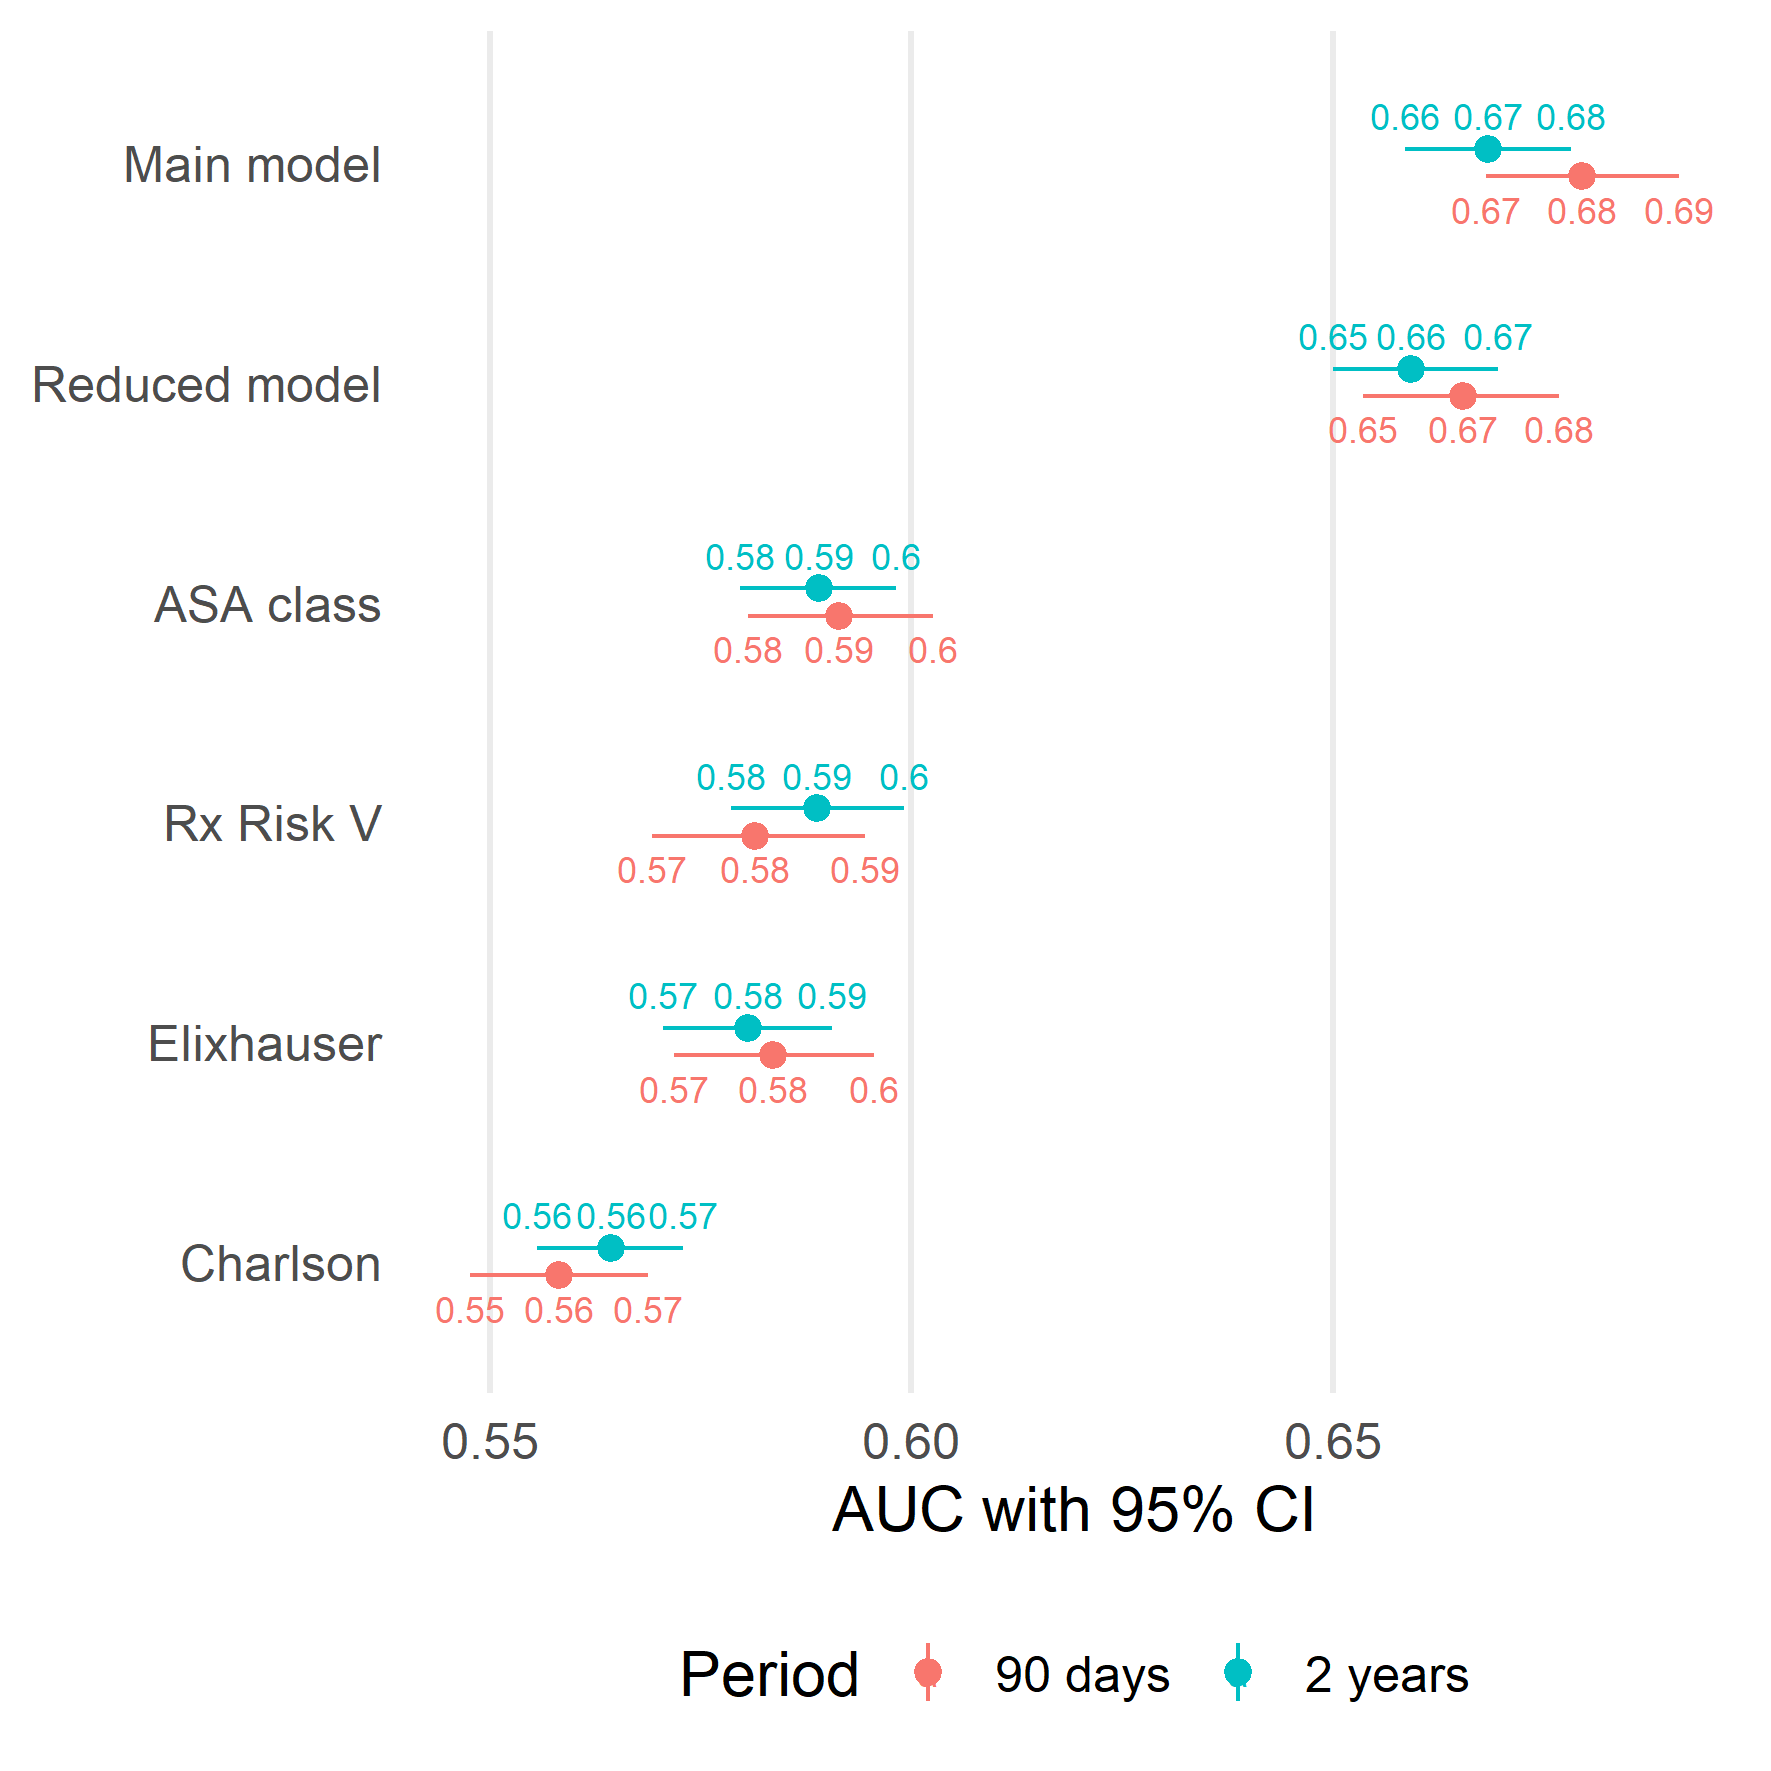 0.66 0.67 0.68
Main model
0.67 0.68 0.69
0.65 0.66 0.67
Reduced model
0.65 0.67 0.68
0.58 0.59 0.6
ASA class
0.58 0.59 0.6
0.58 0.59 0.6
Rx Risk V
0.57 0.58 0.59
0.57 0.58 0.59
Elixhauser
0.57 0.58 0.6
0.56 0.56 0.57
Charlson
0.55 0.56 0.57
0.55 0.60 0.65
AUC with 95% CI
Period 90 days 2 years